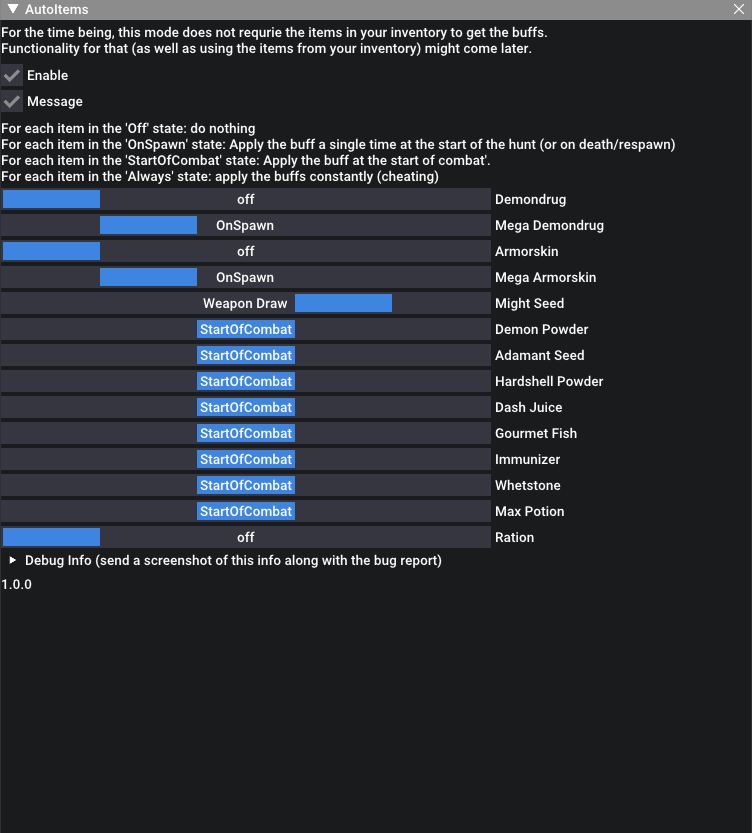 AutoItems
For the time being, this mode does not requrie the items in your inventory to get the buffs.
Functionality for that (as well as using the items from your inventory) might come later.
Enable
Message
For each item in the 'Off' state: do nothing
For each item in the 'OnSpawn' state: Apply the buff a single time at the start of the hunt (or on death/respawn)
For each item in the 'StartOfCombat' state: Apply the buff at the start of combat'.
For each item in the 'Always' state: apply the buffs constantly (cheating)
off Demondrug
OnSpawn Mega Demondrug
off Armorskin
OnSpawn Mega Armorskin
Weapon Draw Might Seed
StartOfCombat Demon Powder
StartOfCombat Adamant Seed
StartOfCombat Hardshell Powder
StartOfCombat Dash Juice
StartOfCombat Gourmet Fish
StartOfCombat Immunizer
StartOfCombat Whetstone
StartOfCombat Max Potion
off Ration
Debug Info (send a screenshot of this info along with the bug report)
1.0.0